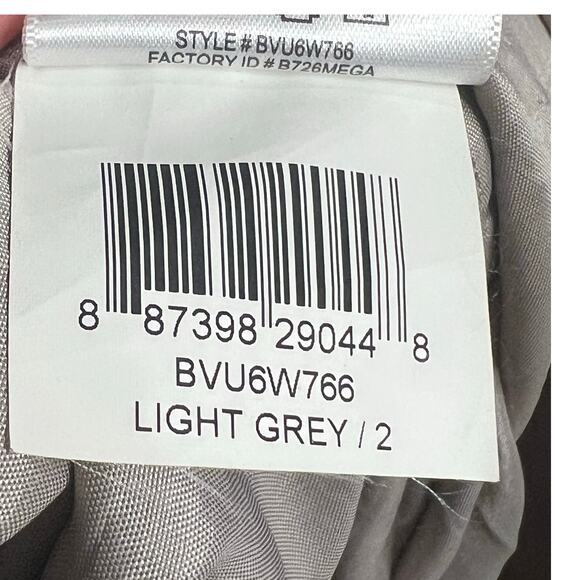 STYLE # BVU6W766
FACTORY ID # B726MEGA
8 87398 29044 8
BVU6W766
LIGHT GREY / 2